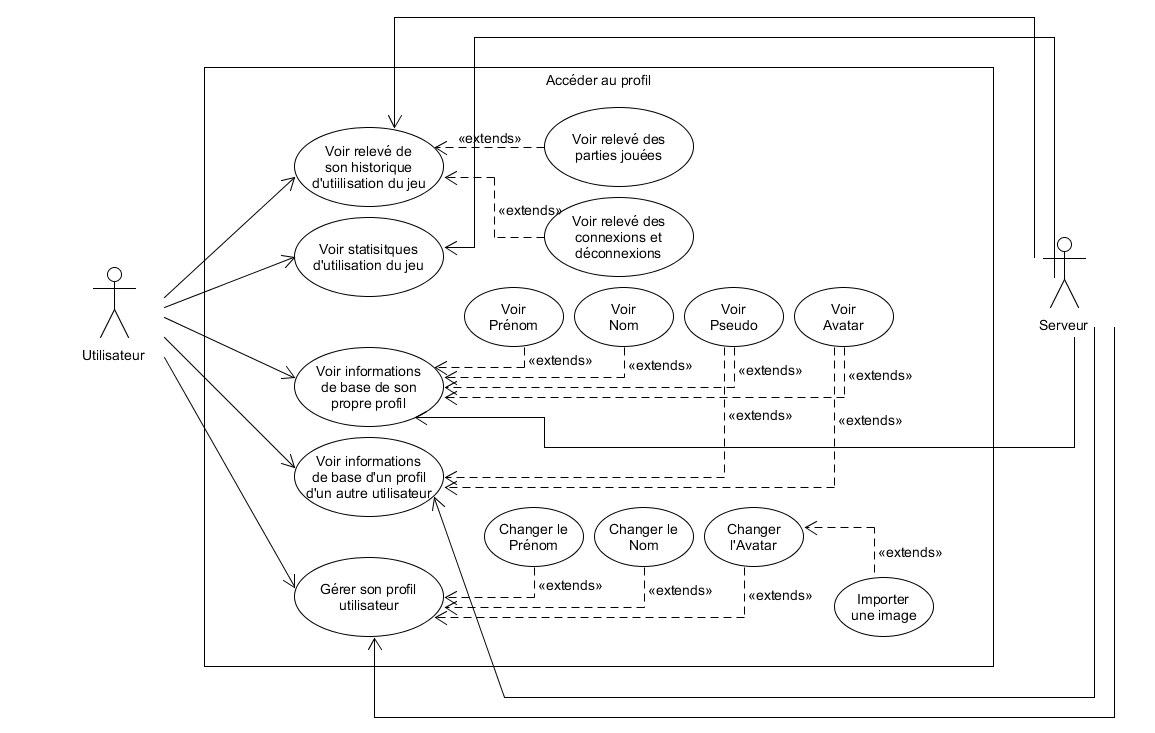 Accéder au profil
Voir relevé de
son historique
d'utiilisation du jeu
«extends»
Voir relevé des
parties jouées
«extends»
Voir relevé des
connexions et
déconnexions
Voir statisitques
d'utilisation du jeu
Utilisateur
Serveur
Voir
Prénom
Voir
Nom
Voir
Pseudo
Voir
Avatar
«extends»
«extends»
«extends»
«extends»
Voir informations
de base de son
propre profil
«extends»
«extends»
Voir informations
de base d'un profil
d'un autre utilisateur
Changer le
Prénom
Changer le
Nom
Changer
l'Avatar
«extends»
«extends»
«extends»
«extends»
Gérer son profil
utilisateur
Importer
une image